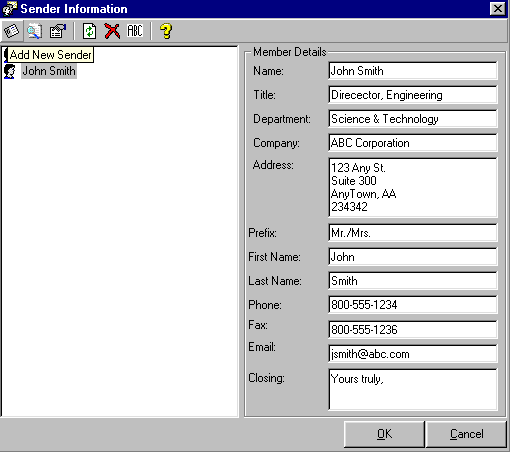 Sender Information
ABC
Add New Sender
John Smith
Member Details
Name: John Smith
Title: Direcector, Engineering
Department: Science & Technology
Company: ABC Corporation
Address: 123 Any St.
Suite 300
AnyTown, AA
234342
Prefix: Mr./Mrs.
First Name: John
Last Name: Smith
Phone: 800-555-1234
Fax: 800-555-1236
Email: jsmith@abc.com
Closing: Yours truly,
OK Cancel